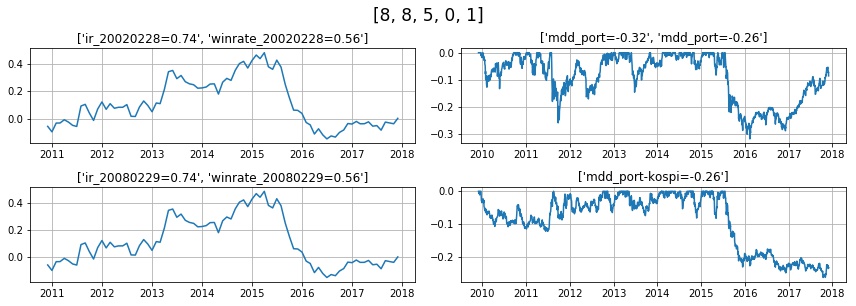 [8, 8, 5, 0, 1]
['ir_20020228=0.74', 'winrate_20020228=0.56']
0.4
0.2
0.0
2011 2012 2013 2014 2015 2016 2017 2018
['mdd_port=-0.32', 'mdd_port=-0.26']
0.0
−0.1
−0.2
−0.3
2010 2011 2012 2013 2014 2015 2016 2017 2018
['ir_20080229=0.74', 'winrate_20080229=0.56']
0.4
0.2
0.0
2011 2012 2013 2014 2015 2016 2017 2018
['mdd_port-kospi=-0.26']
0.0
−0.1
−0.2
2010 2011 2012 2013 2014 2015 2016 2017 2018